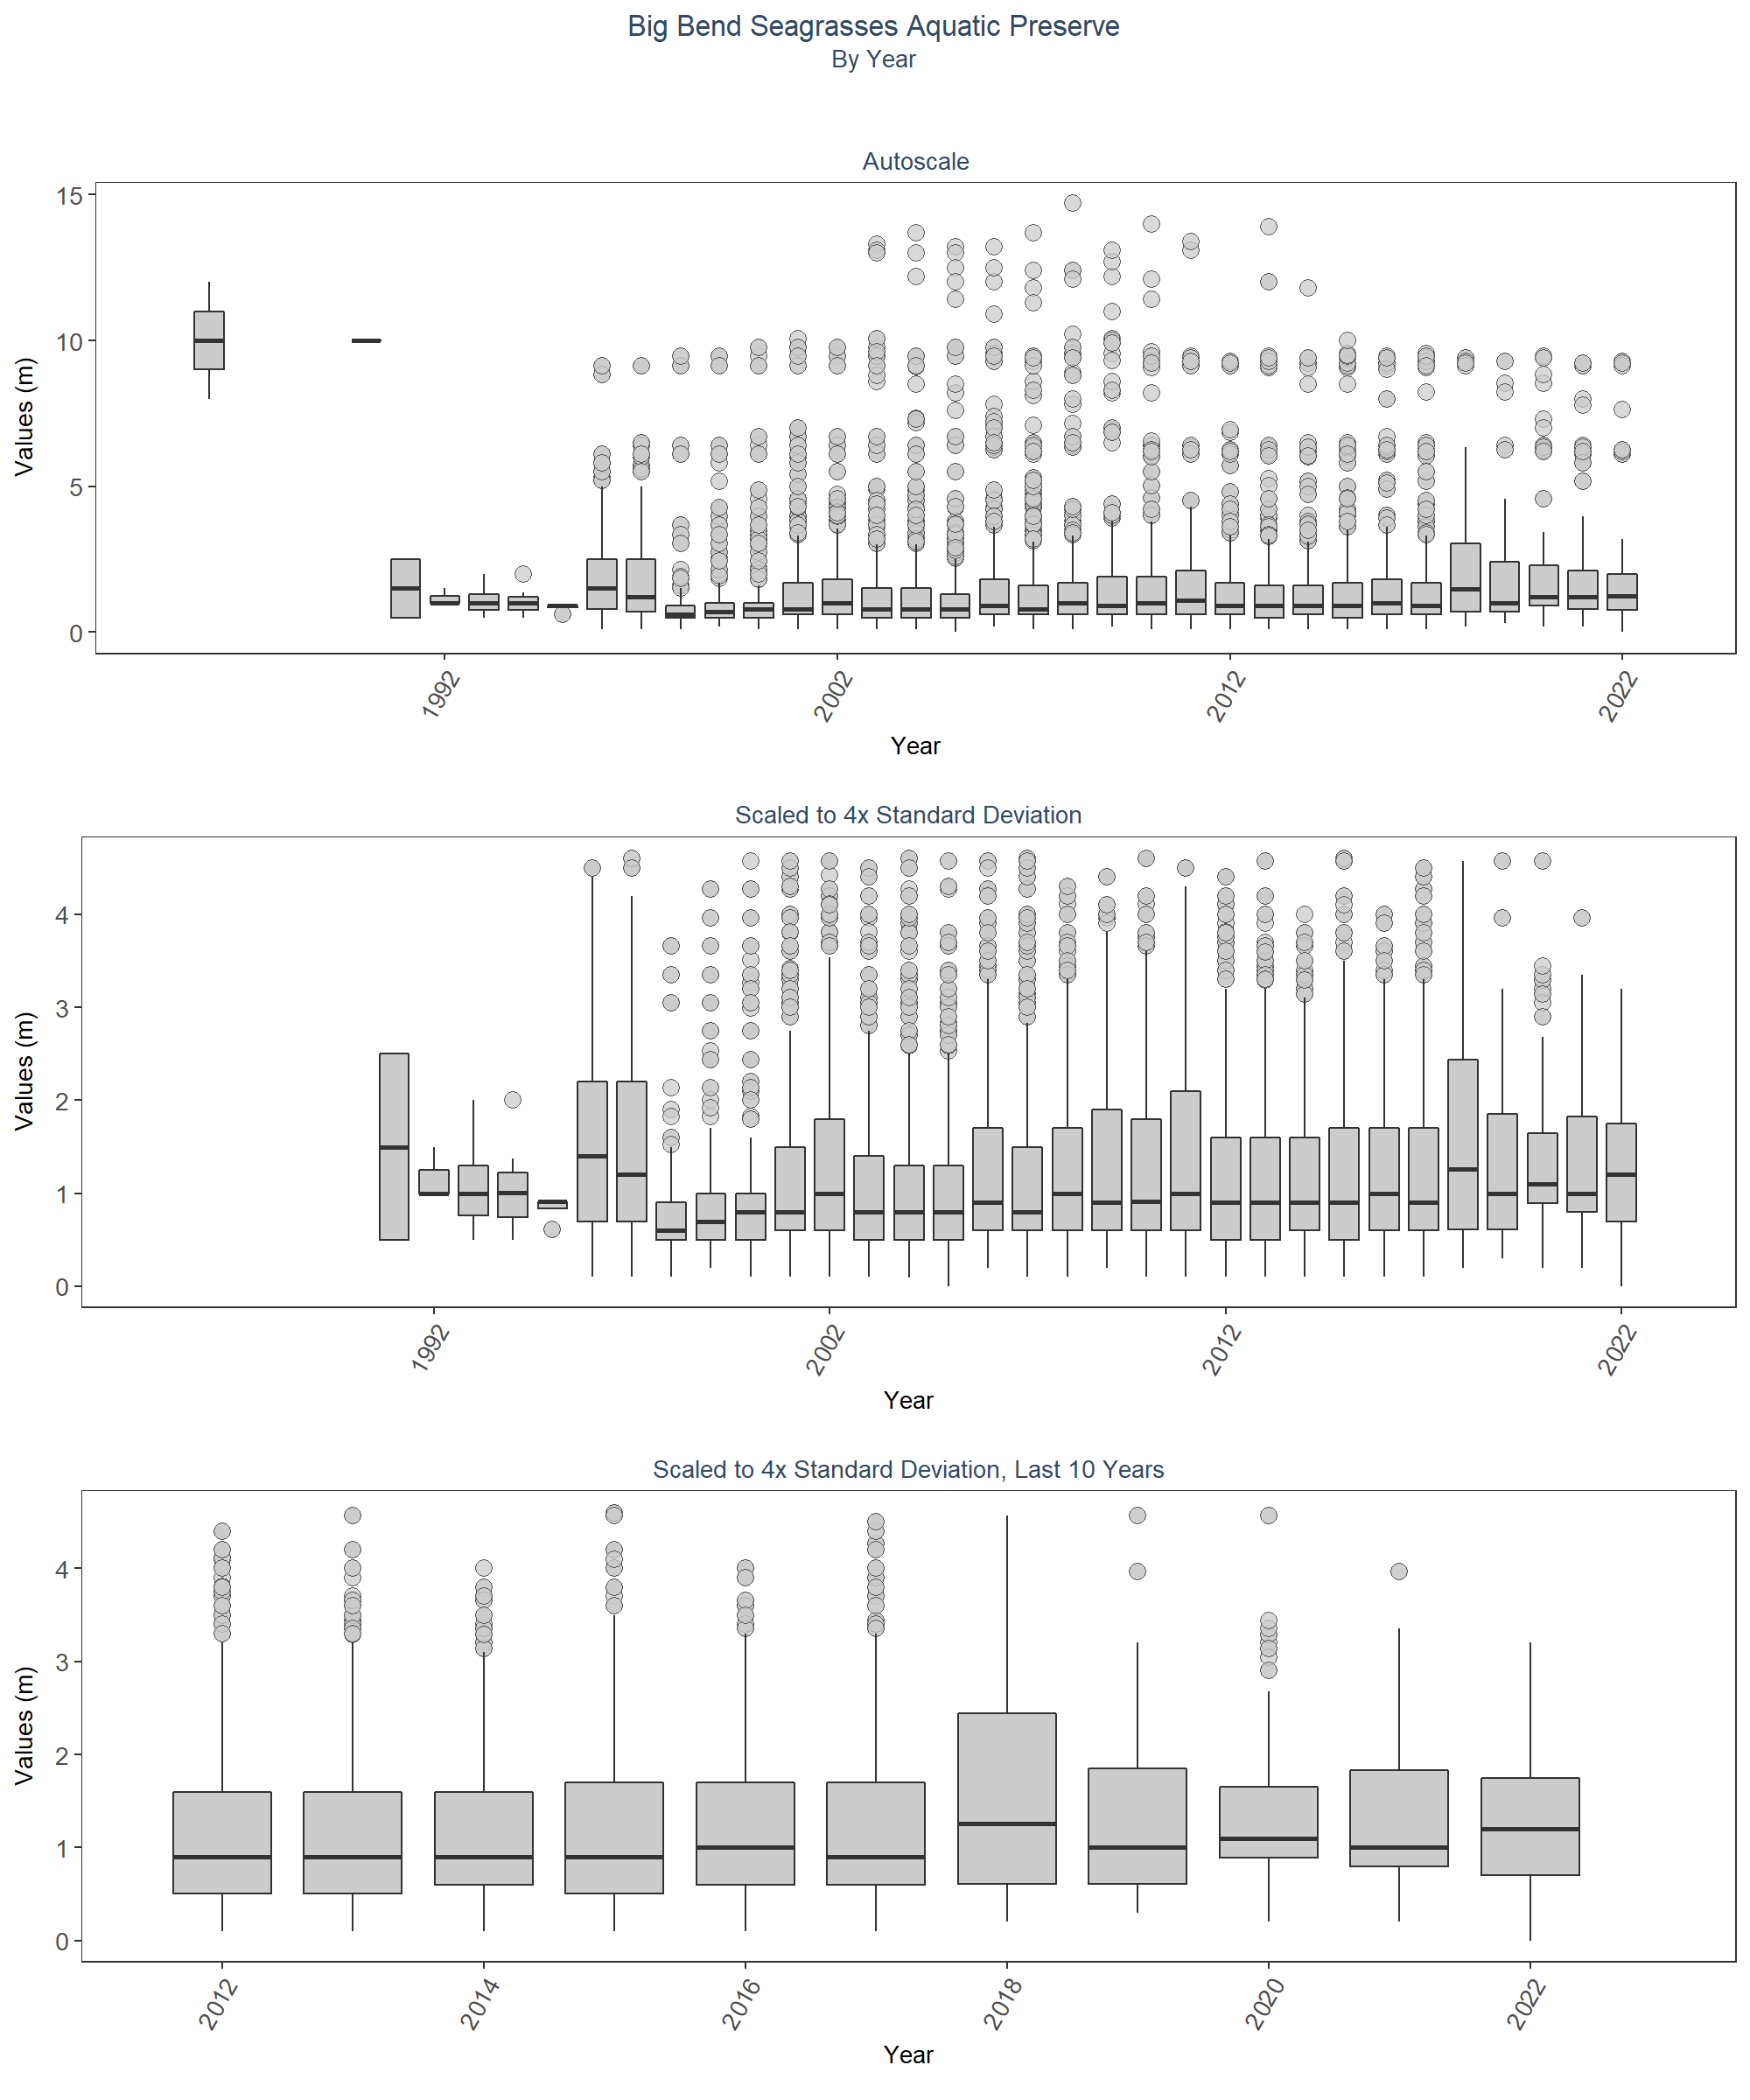 Big Bend Seagrasses Aquatic Preserve
By Year
Autoscale
Values (m)
15
10
5
0
1992
2002
2012
2022
Year
Scaled to 4x Standard Deviation
Values (m)
4
3
2
1
0
1992
2002
2012
2022
Year
Scaled to 4x Standard Deviation, Last 10 Years
Values (m)
4
3
2
1
0
2012
2014
2016
2018
2020
2022
Year